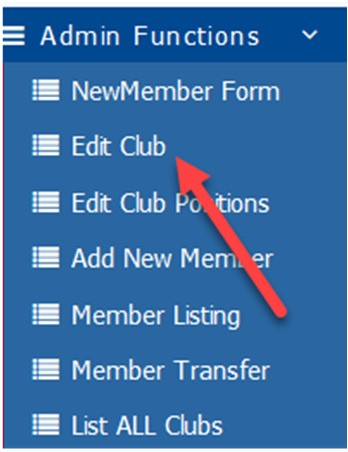 Admin Functions
NewMember Form
Edit Club
Edit Club Positions
Add New Member
Member Listing
Member Transfer
List ALL Clubs